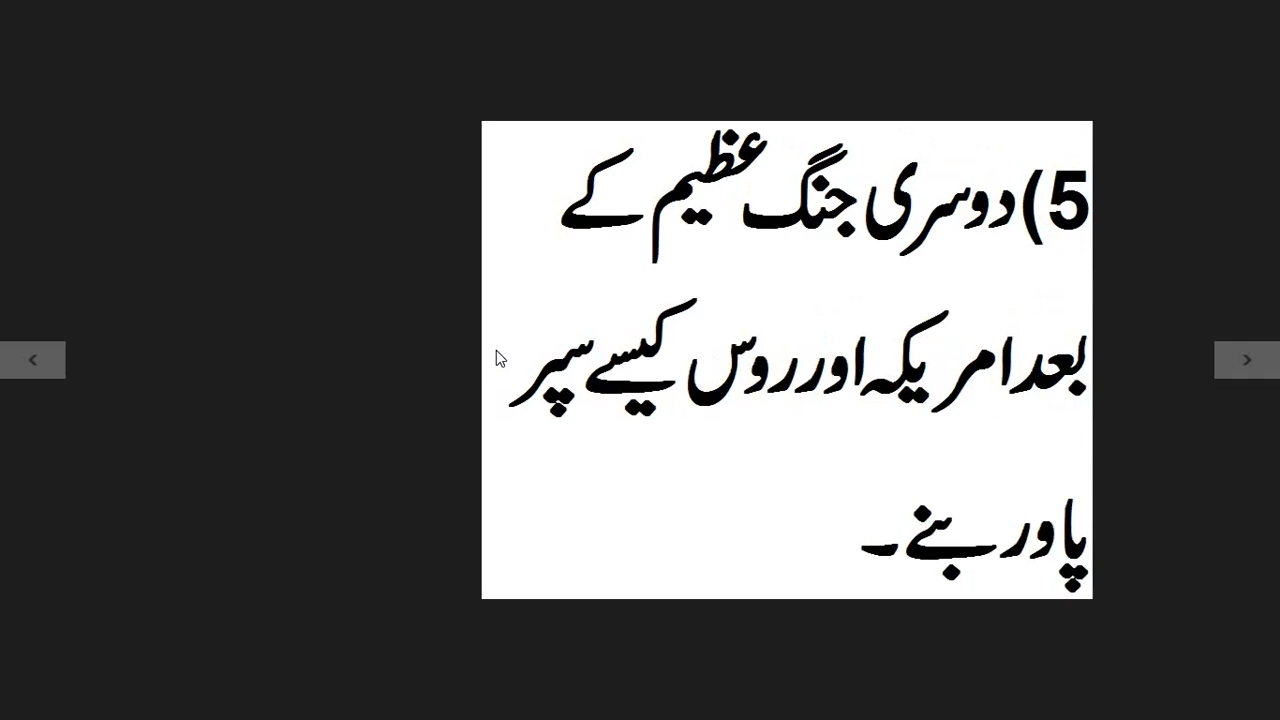 5) دوسری جنگ عظیم کے
بعد امریکہ اور روس کیسے سپر
پاور بنے ۔